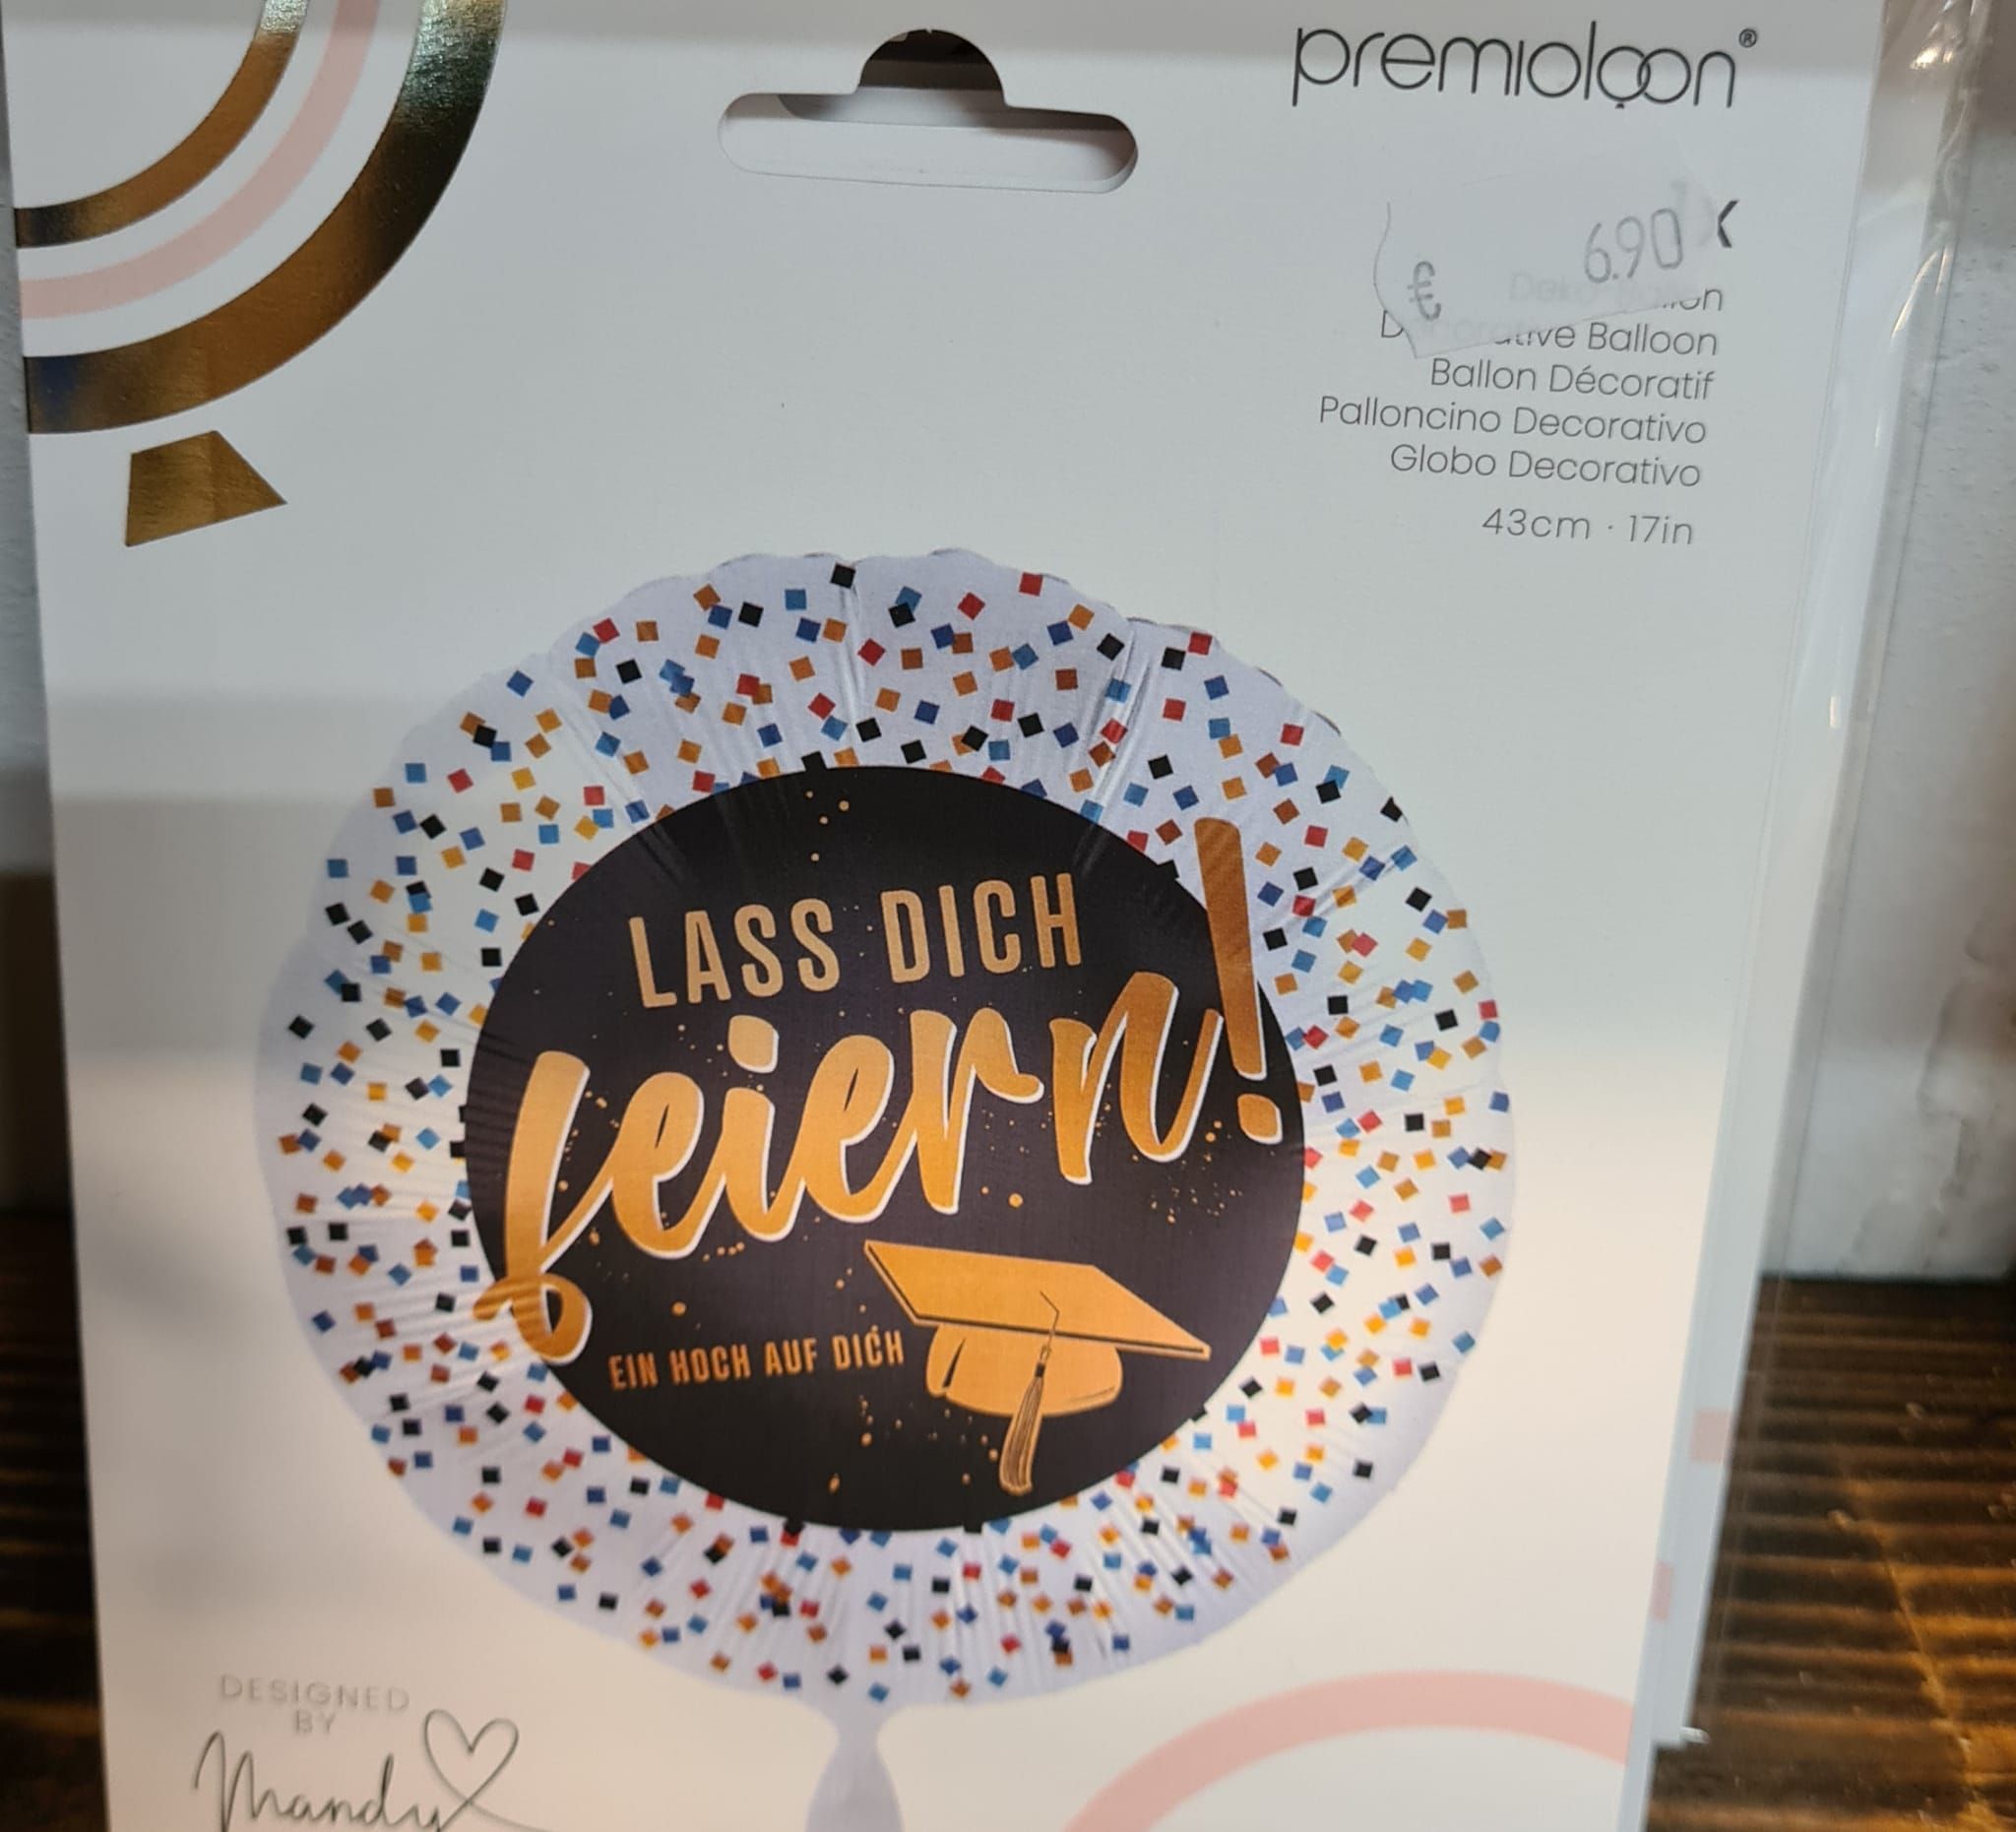 premioloon®
6.90
€
Balloon
Ballon Décoratif
Palloncino Decorativo
Globo Decorativo
43cm · 17in
LASS DICH
feiern!
EIN HOCH AUF DICH
DESIGNED
BY
Mandy